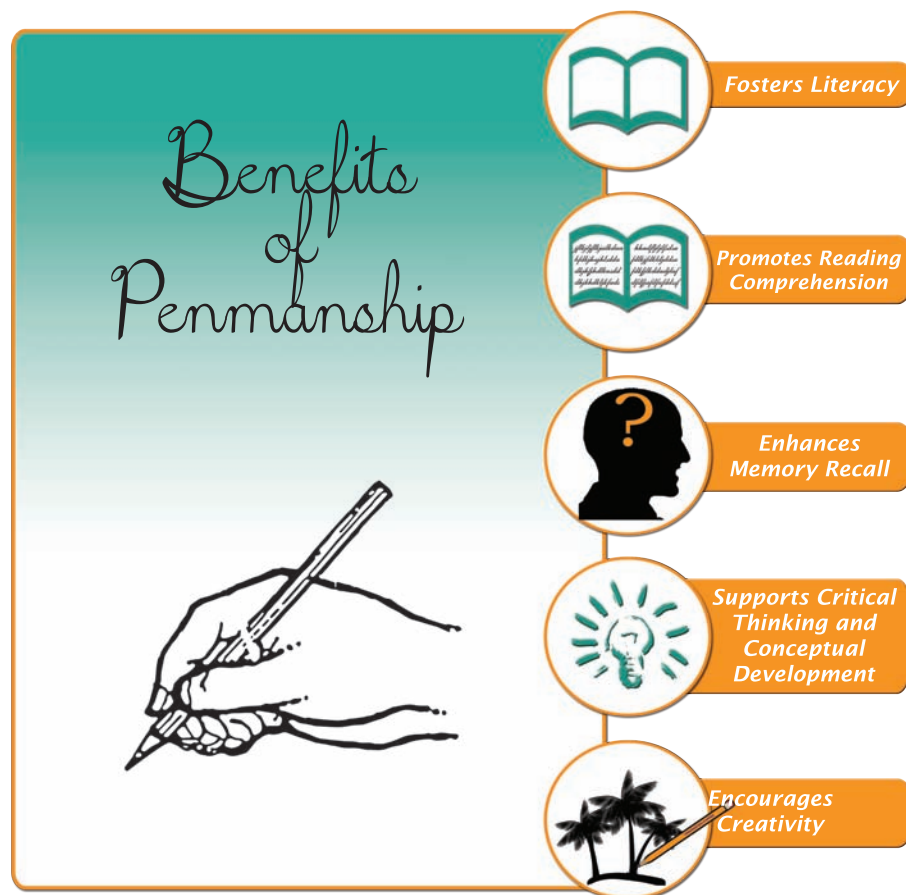 Benefits
of
Penmanship
Fosters Literacy
Promotes Reading
Comprehension
?
Enhances
Memory Recall
Supports Critical
Thinking and
Conceptual
Development
Encourages
Creativity